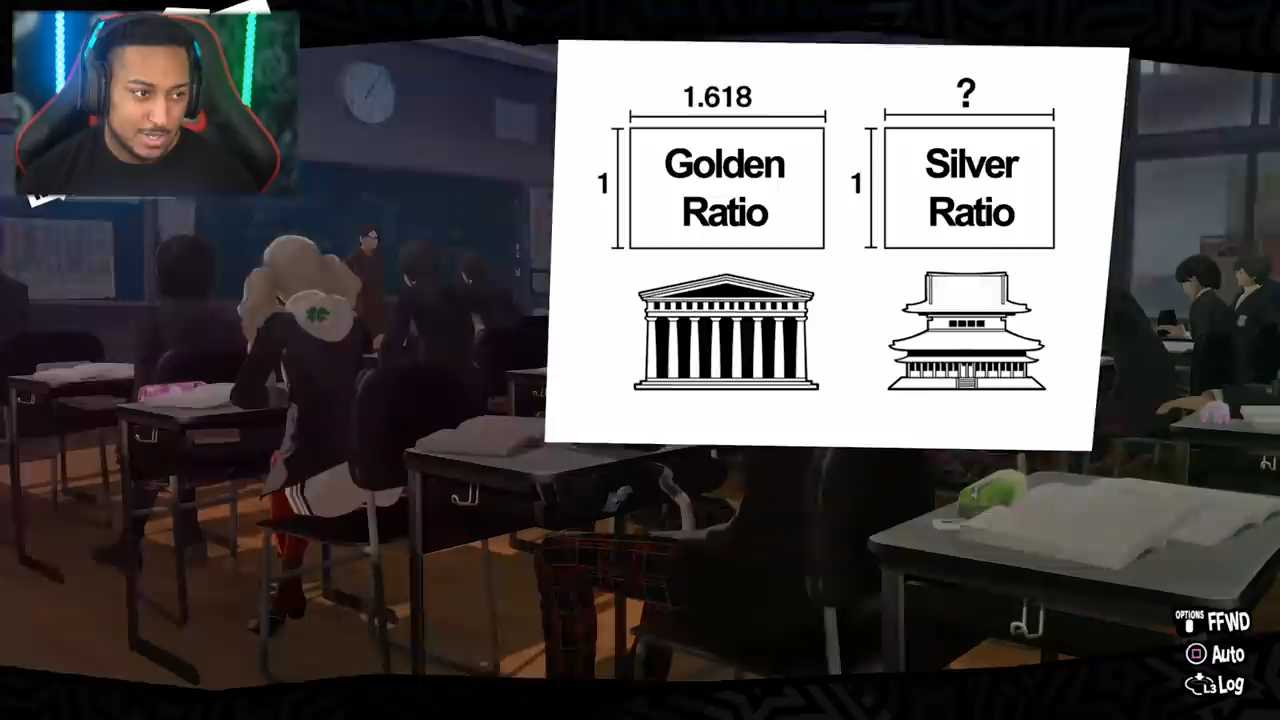 1.618
?
1
Golden
Ratio
1
Silver
Ratio
OPTIONS FFWD
Auto
L3 Log